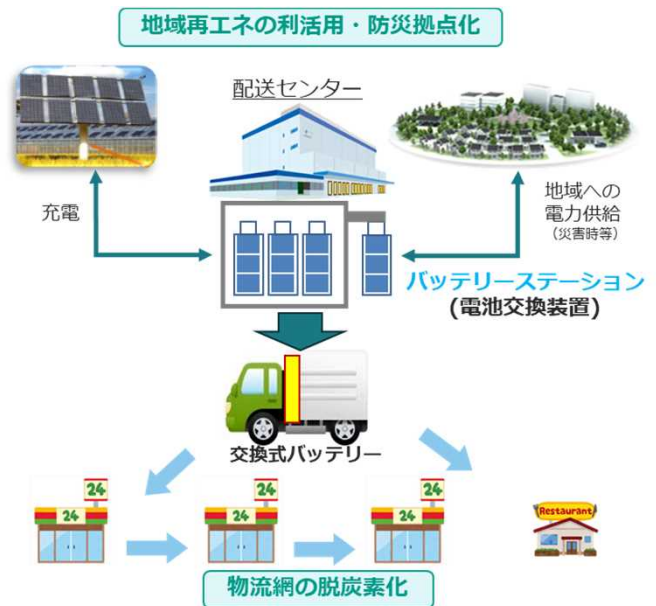 地域再エネの利活用・防災拠点化
配送センター
充電
地域への
電力供給
(災害時等)
バッテリーステーション
(電池交換装置)
交換式バッテリー
24
24
24
24
24
24
Restaurant
物流網の脱炭素化